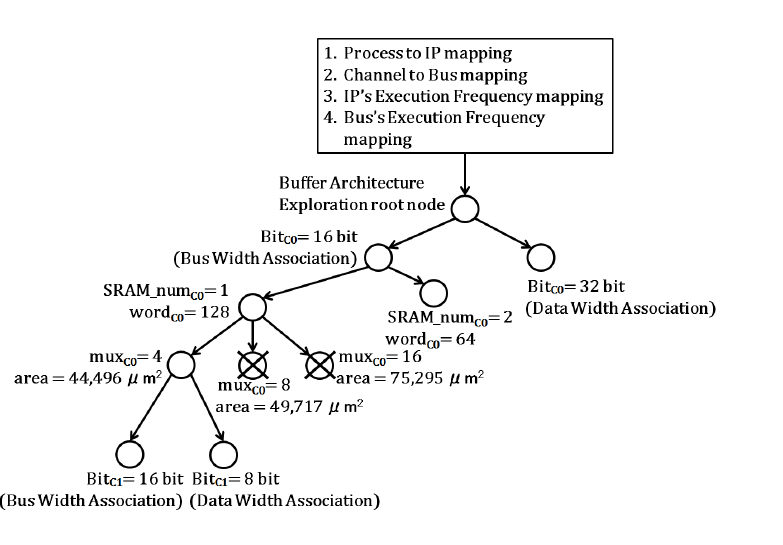 1. Process to IP mapping
2. Channel to Bus mapping
3. IP's Execution Frequency mapping
4. Bus's Execution Frequency
mapping
Buffer Architecture
Exploration root node
BitC0= 16 bit
(Bus Width Association)
BitC0= 32 bit
(Data Width Association)
SRAM_numC0= 1
wordC0= 128
SRAM_numC0= 2
wordC0= 64
muxC0= 4
area = 44,496 μ m²
muxC0= 8
area = 49,717 μ m²
muxC0= 16
area = 75,295 μ m²
BitC1= 16 bit
(Bus Width Association)
BitC1= 8 bit
(Data Width Association)